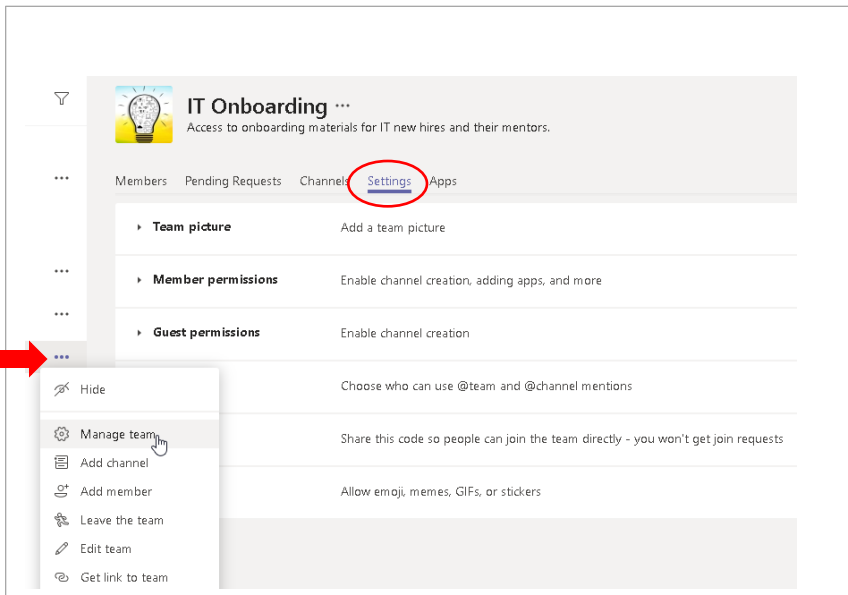 IT Onboarding ...
Access to onboarding materials for IT new hires and their mentors.
Members Pending Requests Channels Settings Apps
Team picture Add a team picture
Member permissions Enable channel creation, adding apps, and more
Guest permissions Enable channel creation
Choose who can use @team and @channel mentions
Share this code so people can join the team directly - you won't get join requests
Allow emoji, memes, GIFs, or stickers
Hide
Manage team
Add channel
Add member
Leave the team
Edit team
Get link to team